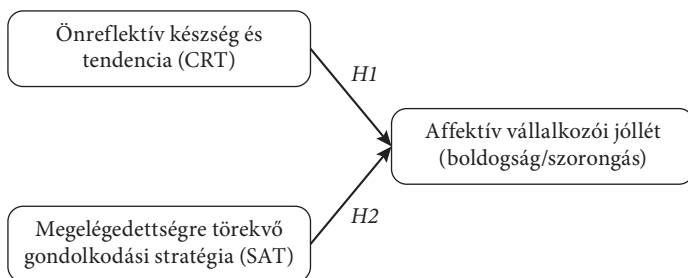 Önreflektív készség és
tendencia (CRT)
H1
Affektív vállalkozói jóllét
(boldogság/szorongás)
H2
Megelégedettségre törekvő
gondolkodási stratégia (SAT)